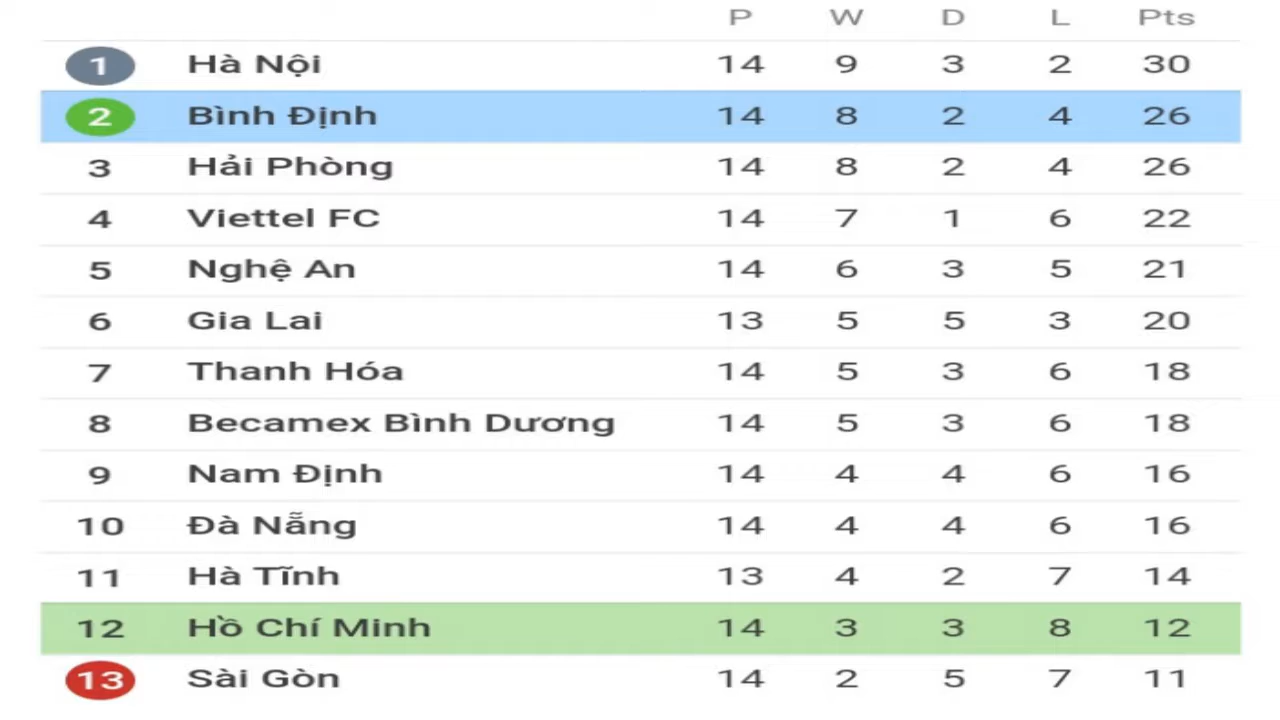 P W D L Pts
1 Hà Nội 14 9 3 2 30
2 Bình Định 14 8 2 4 26
3 Hải Phòng 14 8 2 4 26
4 Viettel FC 14 7 1 6 22
5 Nghệ An 14 6 3 5 21
6 Gia Lai 13 5 5 3 20
7 Thanh Hóa 14 5 3 6 18
8 Becamex Bình Dương 14 5 3 6 18
9 Nam Định 14 4 4 6 16
10 Đà Nẵng 14 4 4 6 16
11 Hà Tĩnh 13 4 2 7 14
12 Hồ Chí Minh 14 3 3 8 12
13 Sài Gòn 14 2 5 7 11